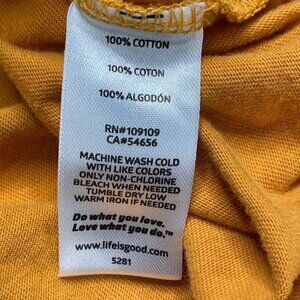 100% COTTON
100% COTON
100% ALGODÓN
RN#109109
CA#54656
MACHINE WASH COLD
WITH LIKE COLORS
ONLY NON-CHLORINE
BLEACH WHEN NEEDED
TUMBLE DRY LOW
WARM IRON IF NEEDED
Do what you love.
Love what you do.™
www.lifeisgood.com
5281